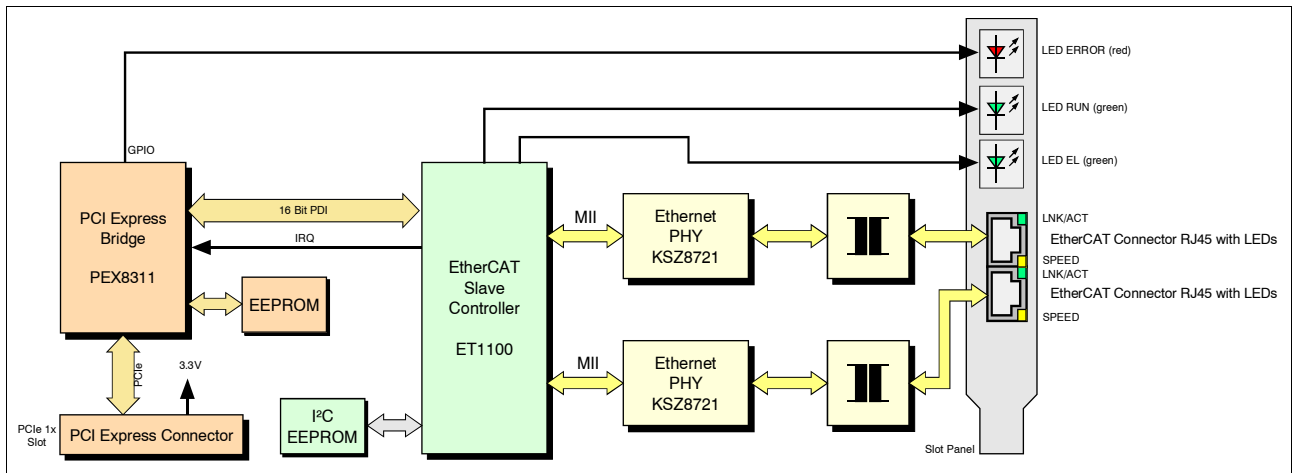 LED ERROR (red)
LED RUN (green)
GPIO
LED EL (green)
PCI Express
Bridge
PEX8311
16 Bit PDI
IRQ
EEPROM
EtherCAT
Slave
Controller
ET1100
MII
Ethernet
PHY
KSZ8721
LNK/ACT
EtherCAT Connector RJ45 with LEDs
SPEED
LNK/ACT
EtherCAT Connector RJ45 with LEDs
SPEED
MII
Ethernet
PHY
KSZ8721
PCIe
3.3V
PCIe 1x
Slot
PCI Express Connector
I²C
EEPROM
Slot Panel